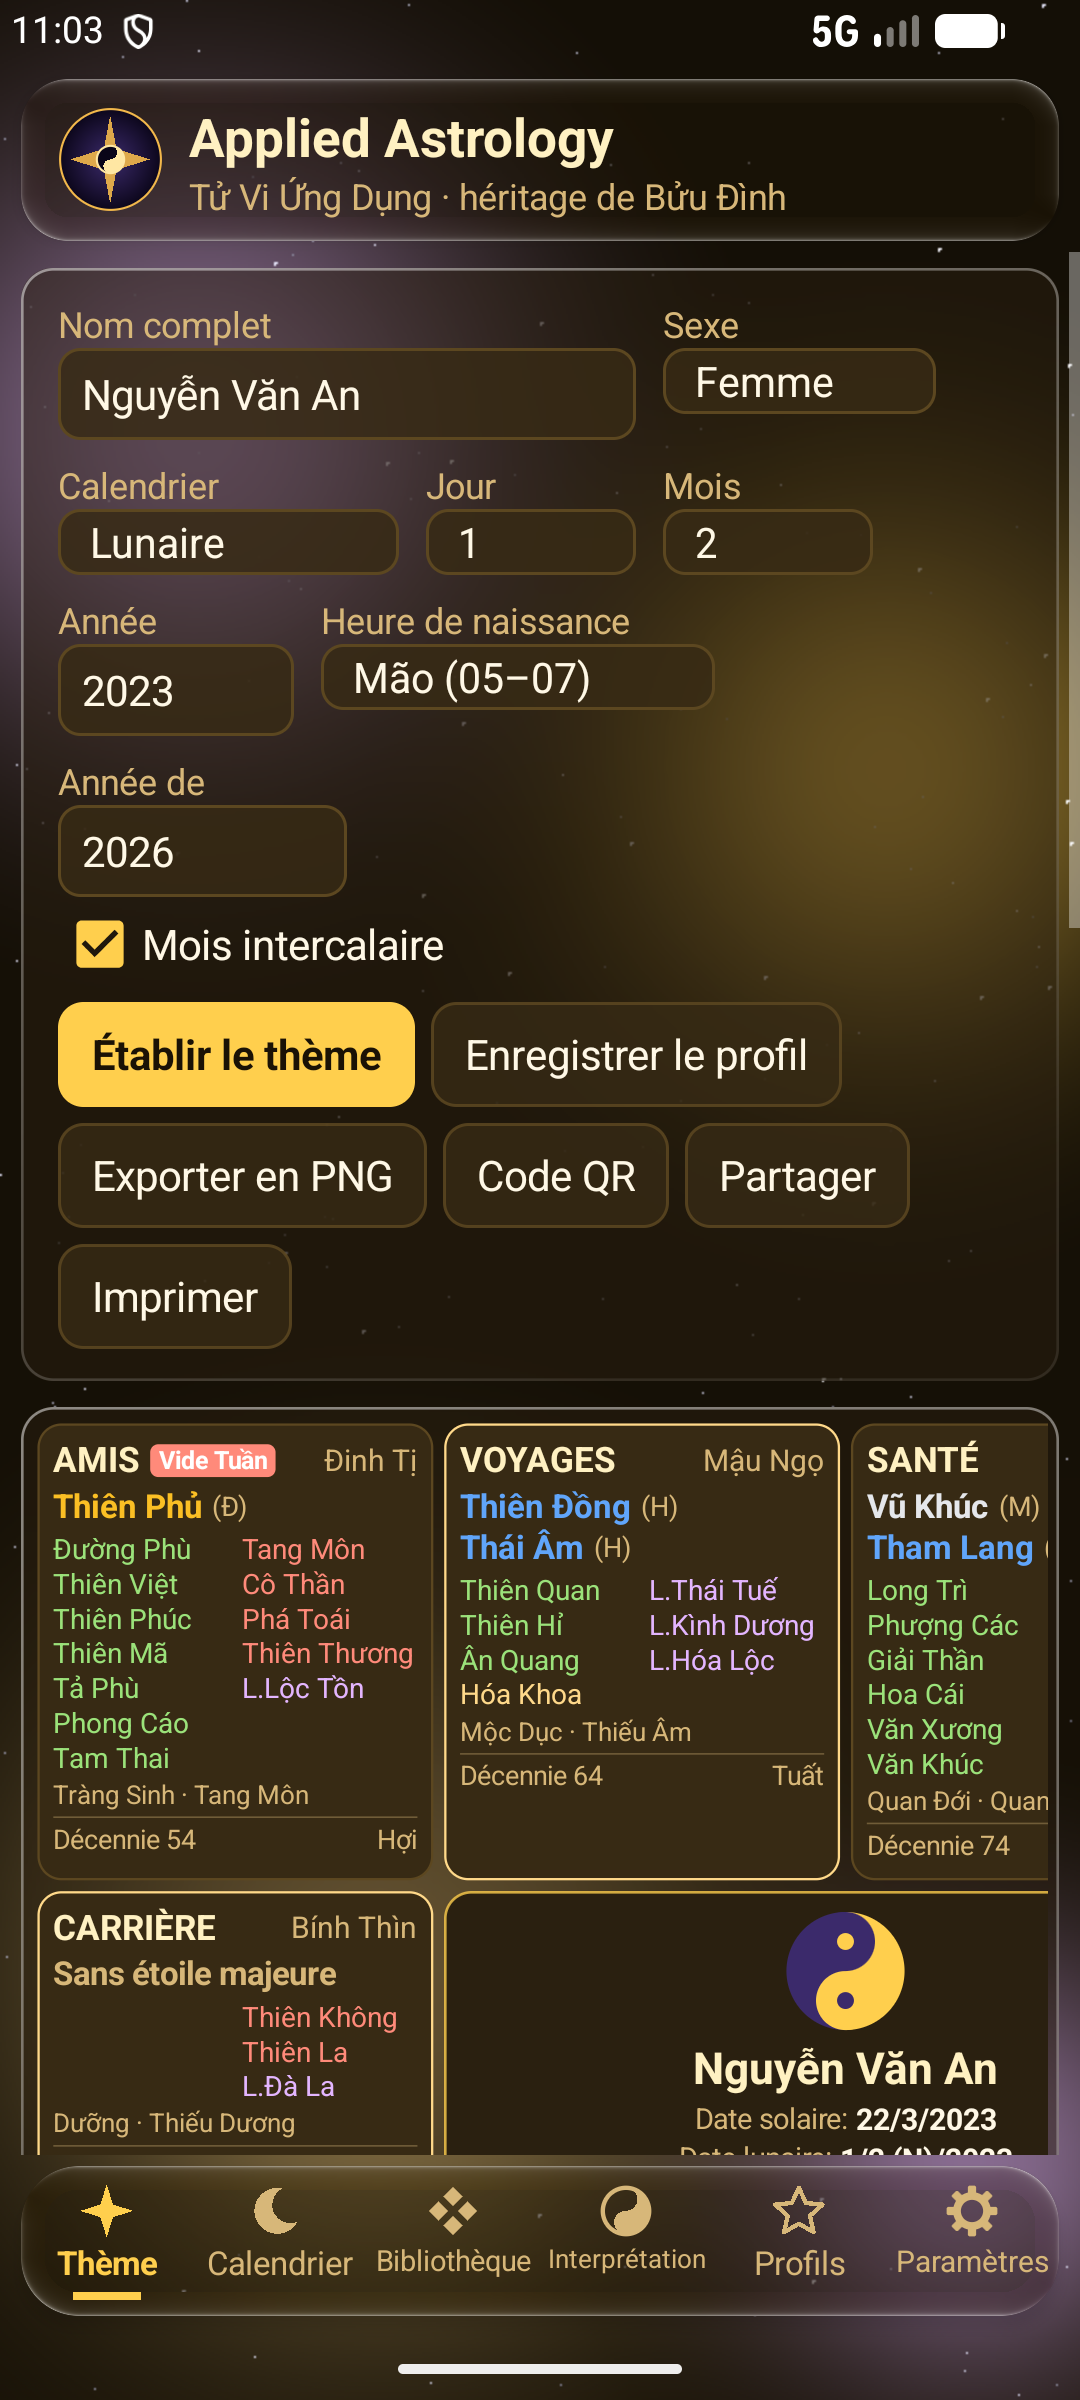 11:03
5G
Applied Astrology
Tử Vi Ứng Dụng · héritage de Bửu Đình
Nom complet
Sexe
Nguyễn Văn An
Femme
Calendrier
Jour
Mois
Lunaire
1
2
Année
Heure de naissance
2023
Mão (05–07)
Année de
2026
Mois intercalaire
Établir le thème
Enregistrer le profil
Exporter en PNG
Code QR
Partager
Imprimer
AMIS Vide Tuần Đinh Tị
Thiên Phủ (Đ)
Đường Phù Tang Môn
Thiên Việt Cô Thần
Thiên Phúc Phá Toái
Thiên Mã Thiên Thương
Tả Phù L.Lộc Tồn
Phong Cáo
Tam Thai
Tràng Sinh · Tang Môn
Décennie 54 Hợi
VOYAGES Mậu Ngọ
Thiên Đồng (H)
Thái Âm (H)
Thiên Quan L.Thái Tuế
Thiên Hỉ L.Kình Dương
Ân Quang L.Hóa Lộc
Hóa Khoa
Mộc Dục · Thiếu Âm
Décennie 64 Tuất
SANTÉ
Vũ Khúc (M)
Tham Lang (
Long Trì
Phượng Các
Giải Thần
Hoa Cái
Văn Xương
Văn Khúc
Quan Đới · Quan
Décennie 74
CARRIÈRE Bính Thìn
Sans étoile majeure
Thiên Không
Thiên La
L.Đà La
Dưỡng · Thiếu Dương
Nguyễn Văn An
Date solaire: 22/3/2023
Thème
Calendrier
Bibliothèque
Interprétation
Profils
Paramètres